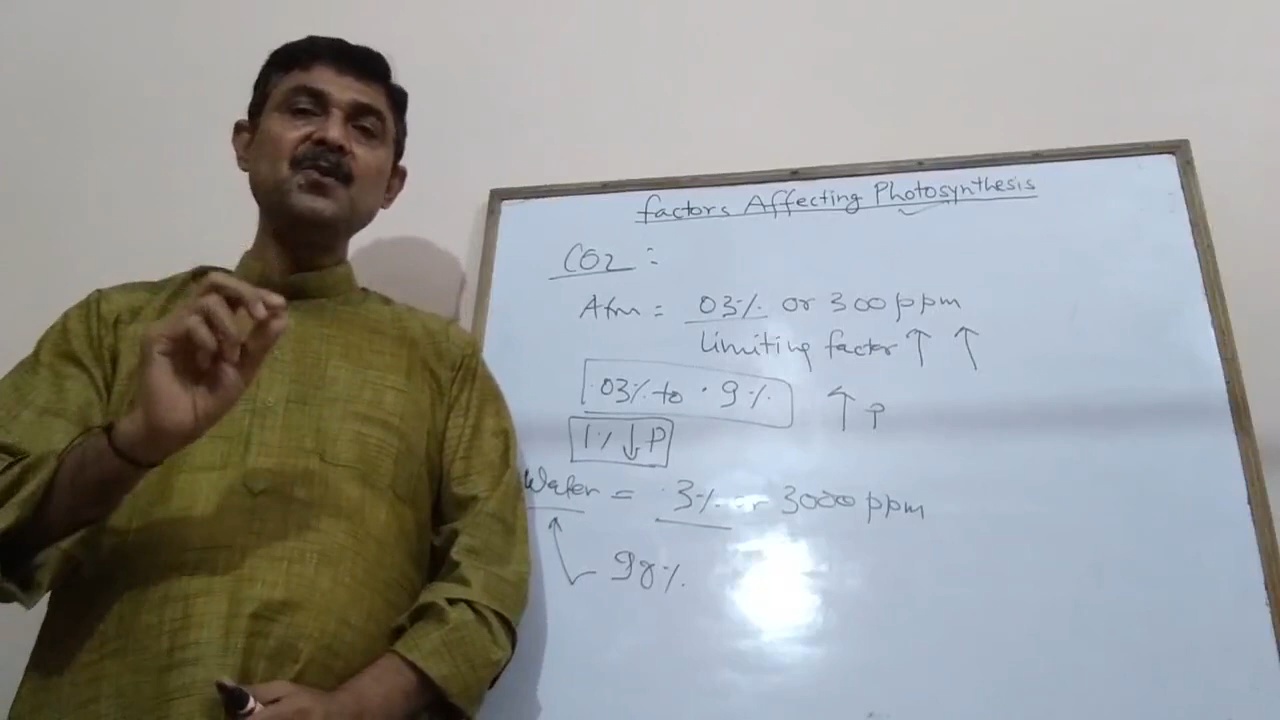 factors Affecting Photosynthesis
CO2 :
Atm = 03% or 300 ppm
Limiting factor ↑ ↑
.03% to .9% ↑ P
1% ↓ P
Water = .3% or 3000 ppm
98%